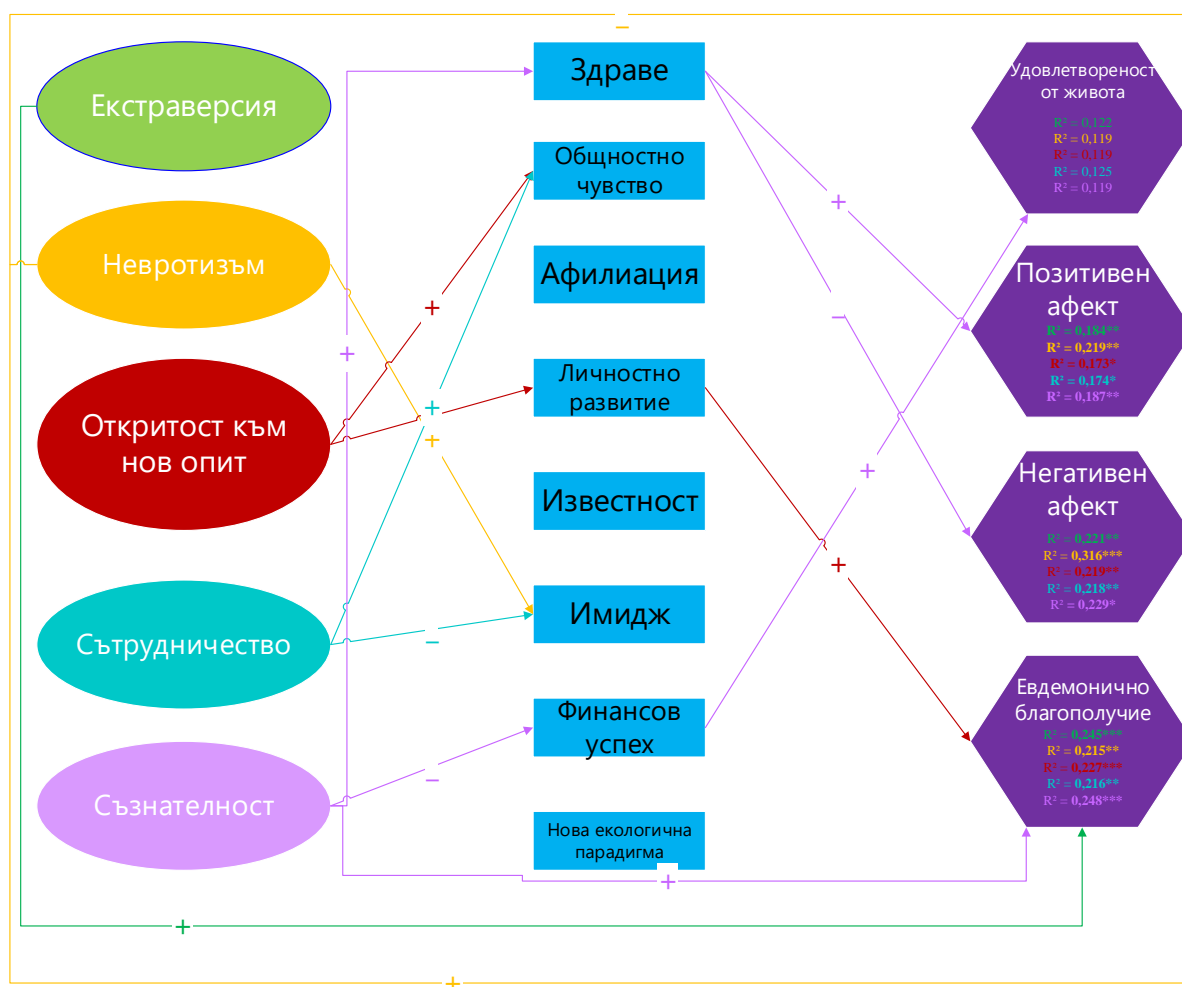 Екстраверсия
Невротизъм
Откритост към
нов опит
Сътрудничество
Съзнателност
Здраве
Общностно
чувство
Афилиация
Личностно
развитие
Известност
Имидж
Финансов
успех
Нова екологична
парадигма
Удовлетвореност
от живота
R² = 0,122
R² = 0,119
R² = 0,119
R² = 0,125
R² = 0,119
Позитивен
афект
R² = 0,184**
R² = 0,219**
R² = 0,173*
R² = 0,174*
R² = 0,187**
Негативен
афект
R² = 0,221**
R² = 0,316***
R² = 0,219**
R² = 0,218**
R² = 0,229*
Евдемонично
благополучие
R² = 0,245***
R² = 0,215**
R² = 0,227***
R² = 0,216**
R² = 0,248***
−
+
+
+
+
−
−
+
−
+
+
+
+
+